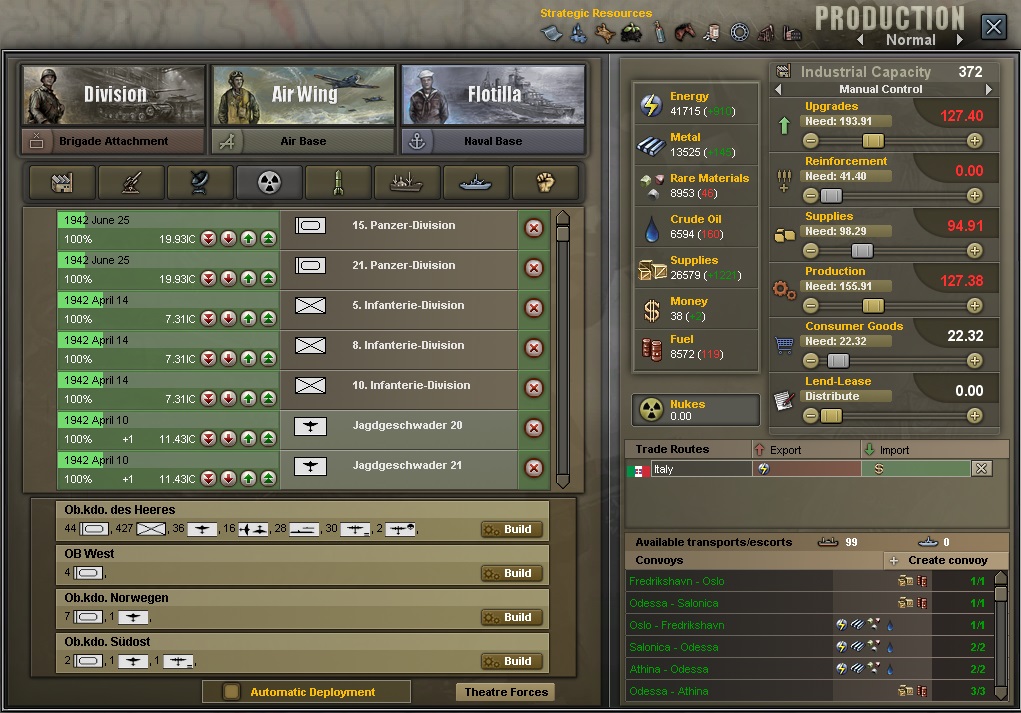 Strategic Resources
PRODUCTION
Normal
Division
Air Wing
Flotilla
Brigade Attachment
Air Base
Naval Base
1942 June 25
100% 19.93IC
15. Panzer-Division
1942 June 25
100% 19.93IC
21. Panzer-Division
1942 April 14
100% 7.31IC
5. Infanterie-Division
1942 April 14
100% 7.31IC
8. Infanterie-Division
1942 April 14
100% 7.31IC
10. Infanterie-Division
1942 April 10
100% +1 11.43IC
Jagdgeschwader 20
1942 April 10
100% +1 11.43IC
Jagdgeschwader 21
Ob.kdo. des Heeres
44 , 427 , 36 , 16 , 28 , 30 , 2 ,
Build
OB West
4 ,
Build
Ob.kdo. Norwegen
7 , 1 ,
Build
Ob.kdo. Südost
2 , 1 , 1 ,
Build
Automatic Deployment
Theatre Forces
Energy
41715 (+910)
Metal
13525 (+145)
Rare Materials
8953 (46)
Crude Oil
6594 (160)
Supplies
26579 (+1221)
Money
38 (+2)
Fuel
8572 (119)
Nukes
0.00
Industrial Capacity 372
Manual Control
Upgrades
Need: 193.91
127.40
Reinforcement
Need: 41.40
0.00
Supplies
Need: 98.29
94.91
Production
Need: 155.91
127.38
Consumer Goods
Need: 22.32
22.32
Lend-Lease
Distribute
0.00
Trade Routes Export Import
Italy $
Available transports/escorts 99 0
Convoys + Create convoy
Fredrikshavn - Oslo 1/1
Odessa - Salonica 1/1
Oslo - Fredrikshavn 1/1
Salonica - Odessa 2/2
Athina - Odessa 2/2
Odessa - Athina 3/3